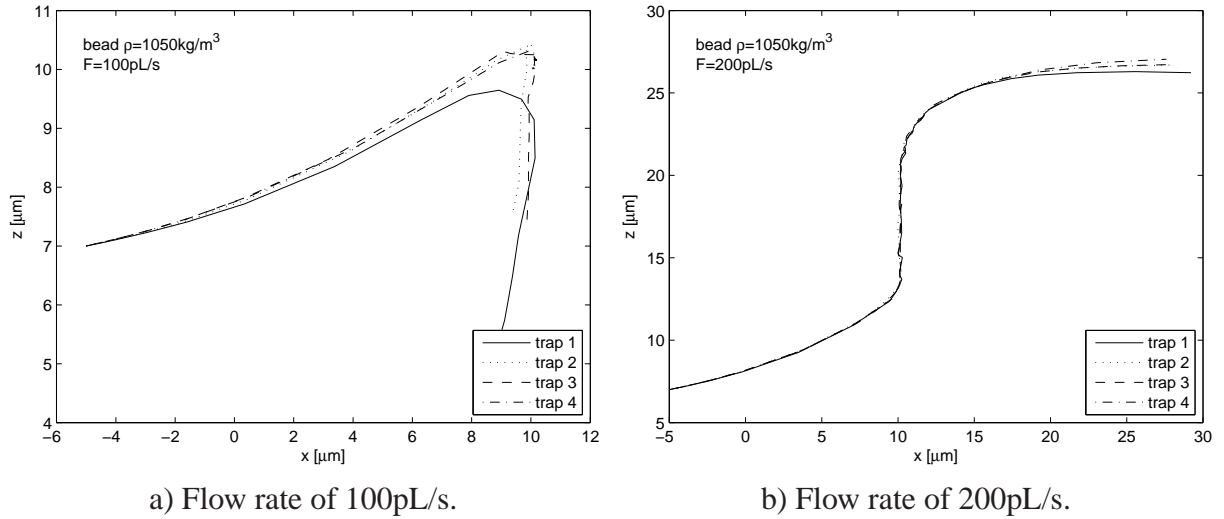 bead ρ=1050kg/m³
F=100pL/s
11
10
9
8
7
6
5
4
z [μm]
−6 −4 −2 0 2 4 6 8 10 12
x [μm]
trap 1
trap 2
trap 3
trap 4
a) Flow rate of 100pL/s.
bead ρ=1050kg/m³
F=200pL/s
30
25
20
15
10
5
z [μm]
−5 0 5 10 15 20 25 30
x [μm]
trap 1
trap 2
trap 3
trap 4
b) Flow rate of 200pL/s.